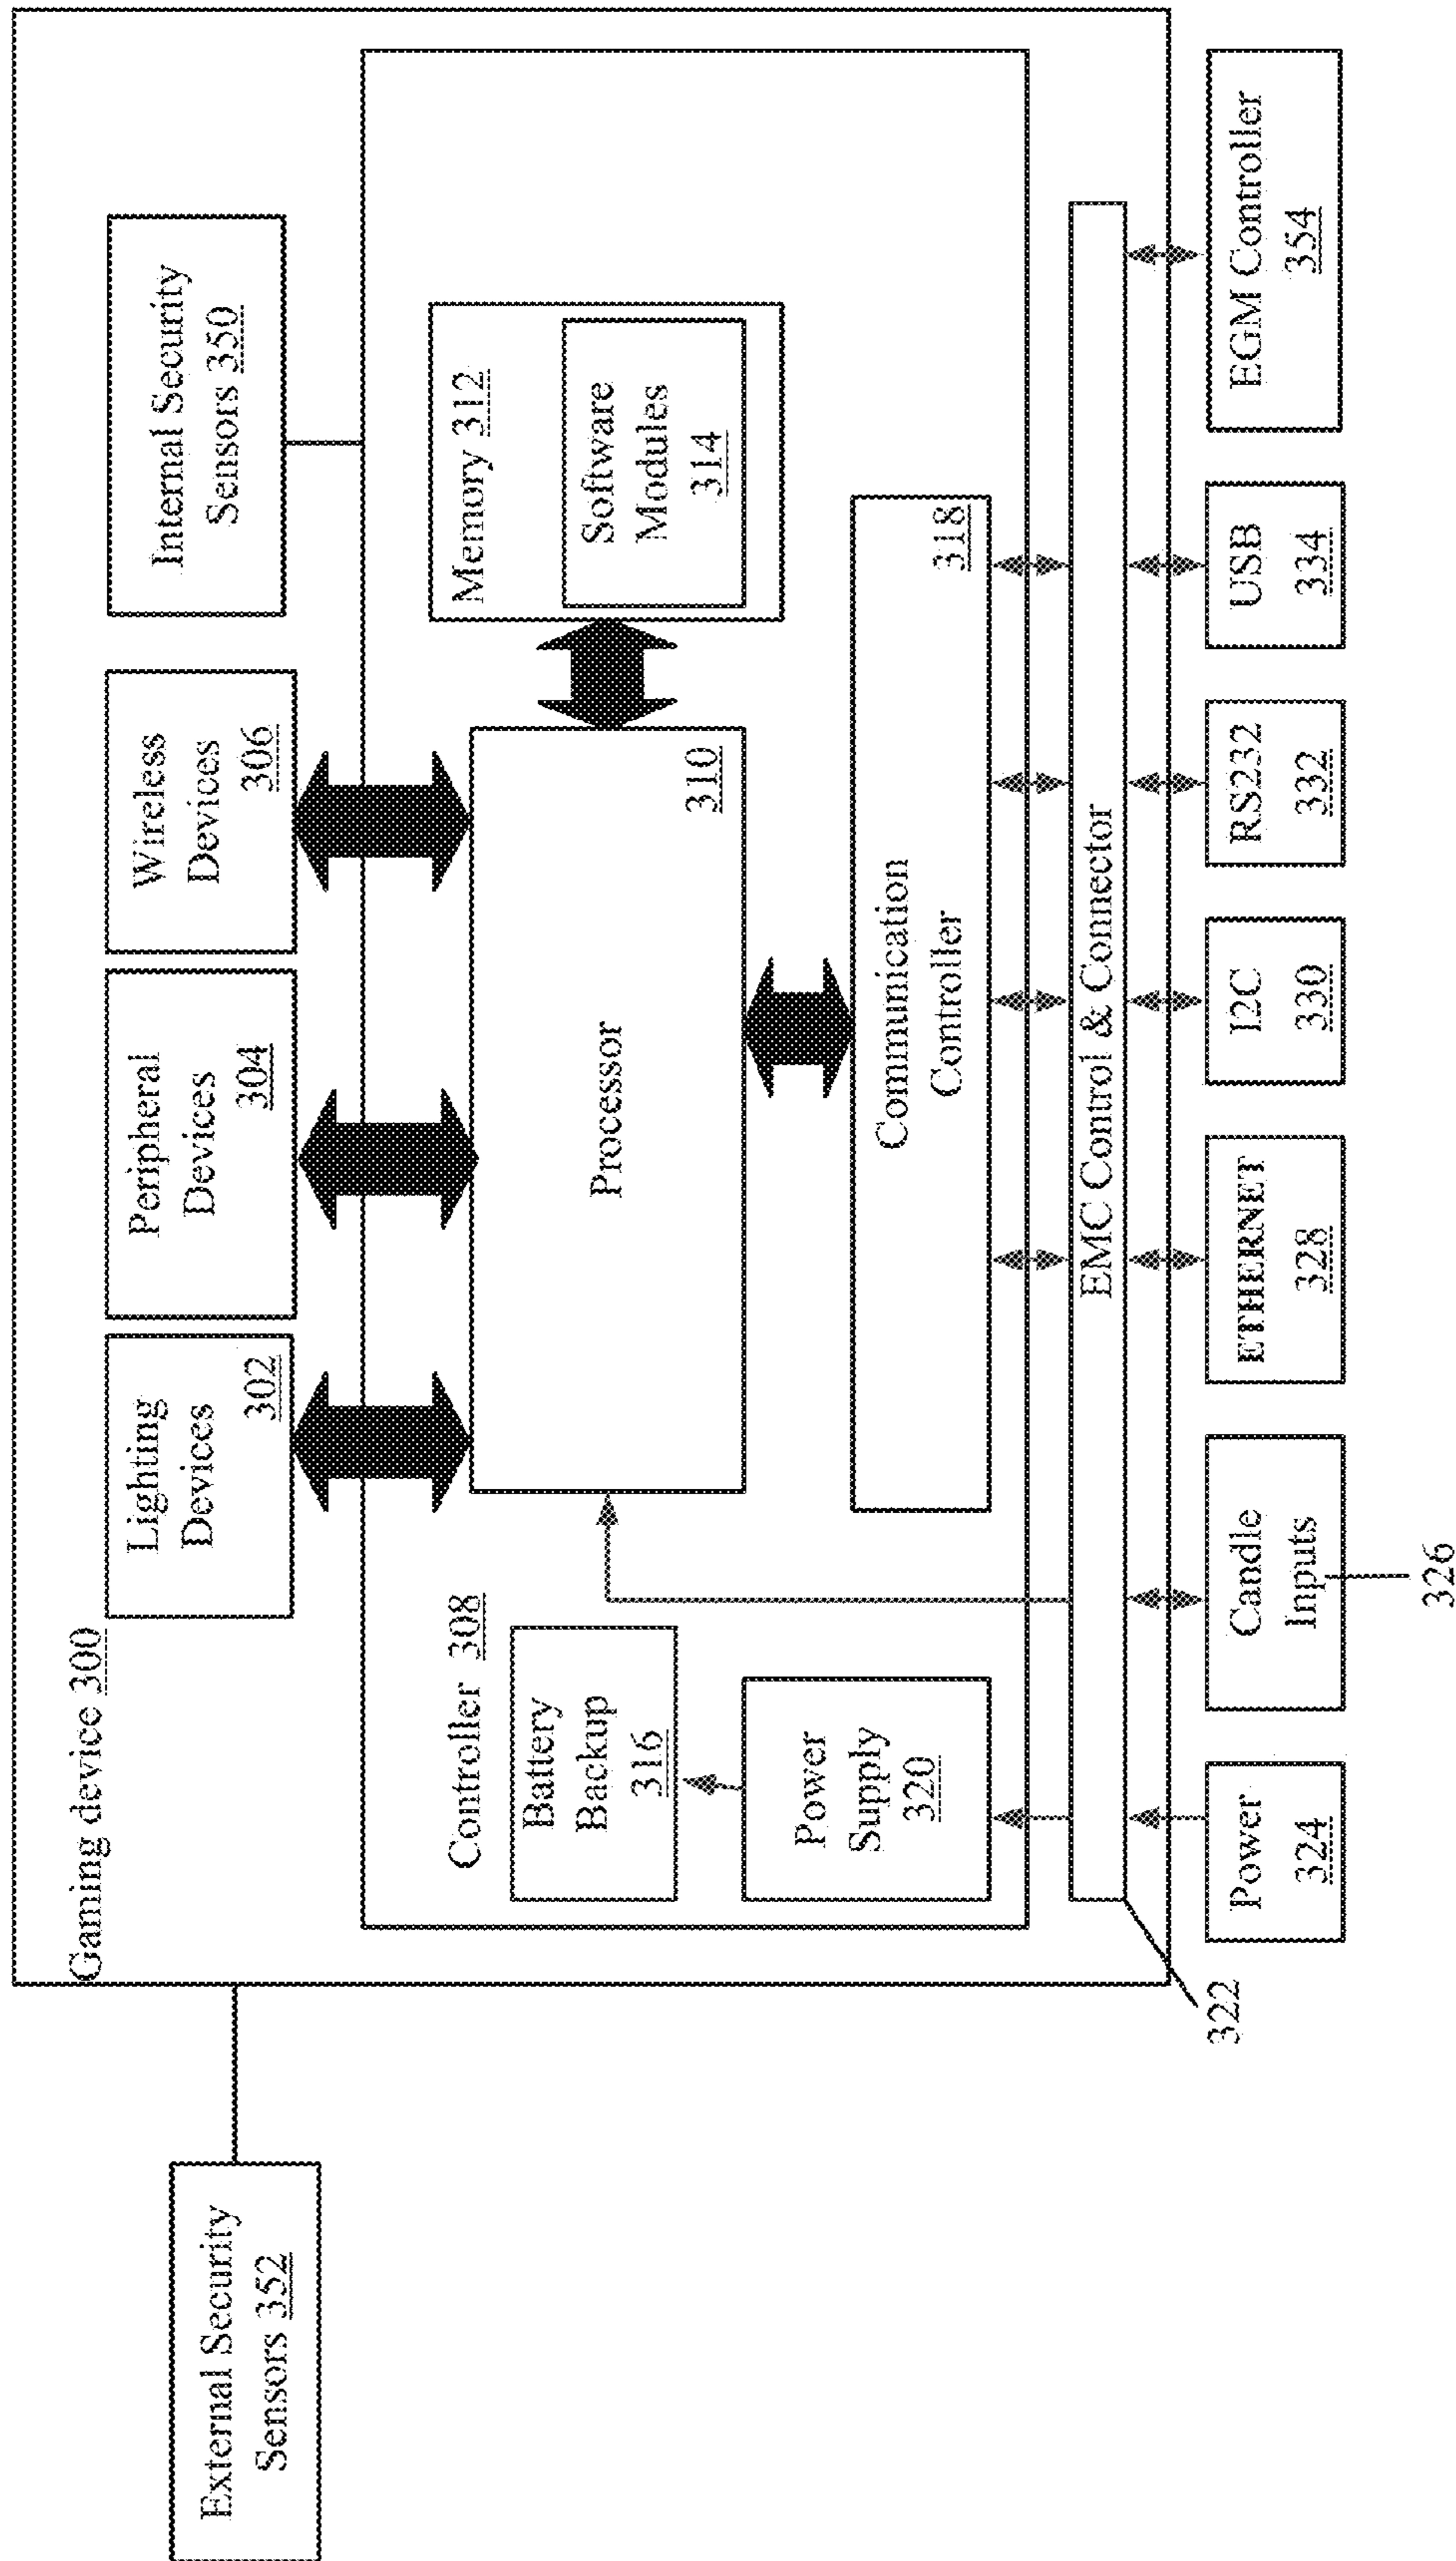 Gaming device 300
External Security
Sensors 352
Lighting
Devices
302
Peripheral
Devices
304
Wireless
Devices
306
Internal Security
Sensors 350
Controller 308
Battery
Backup
316
Power
Supply
320
Processor
310
Memory 312
Software
Modules
314
Communication
Controller
318
EMC Control & Connector
322
Power
324
Candle
Inputs
326
ETHERNET
328
I2C
330
RS232
332
USB
334
EGM Controller
354